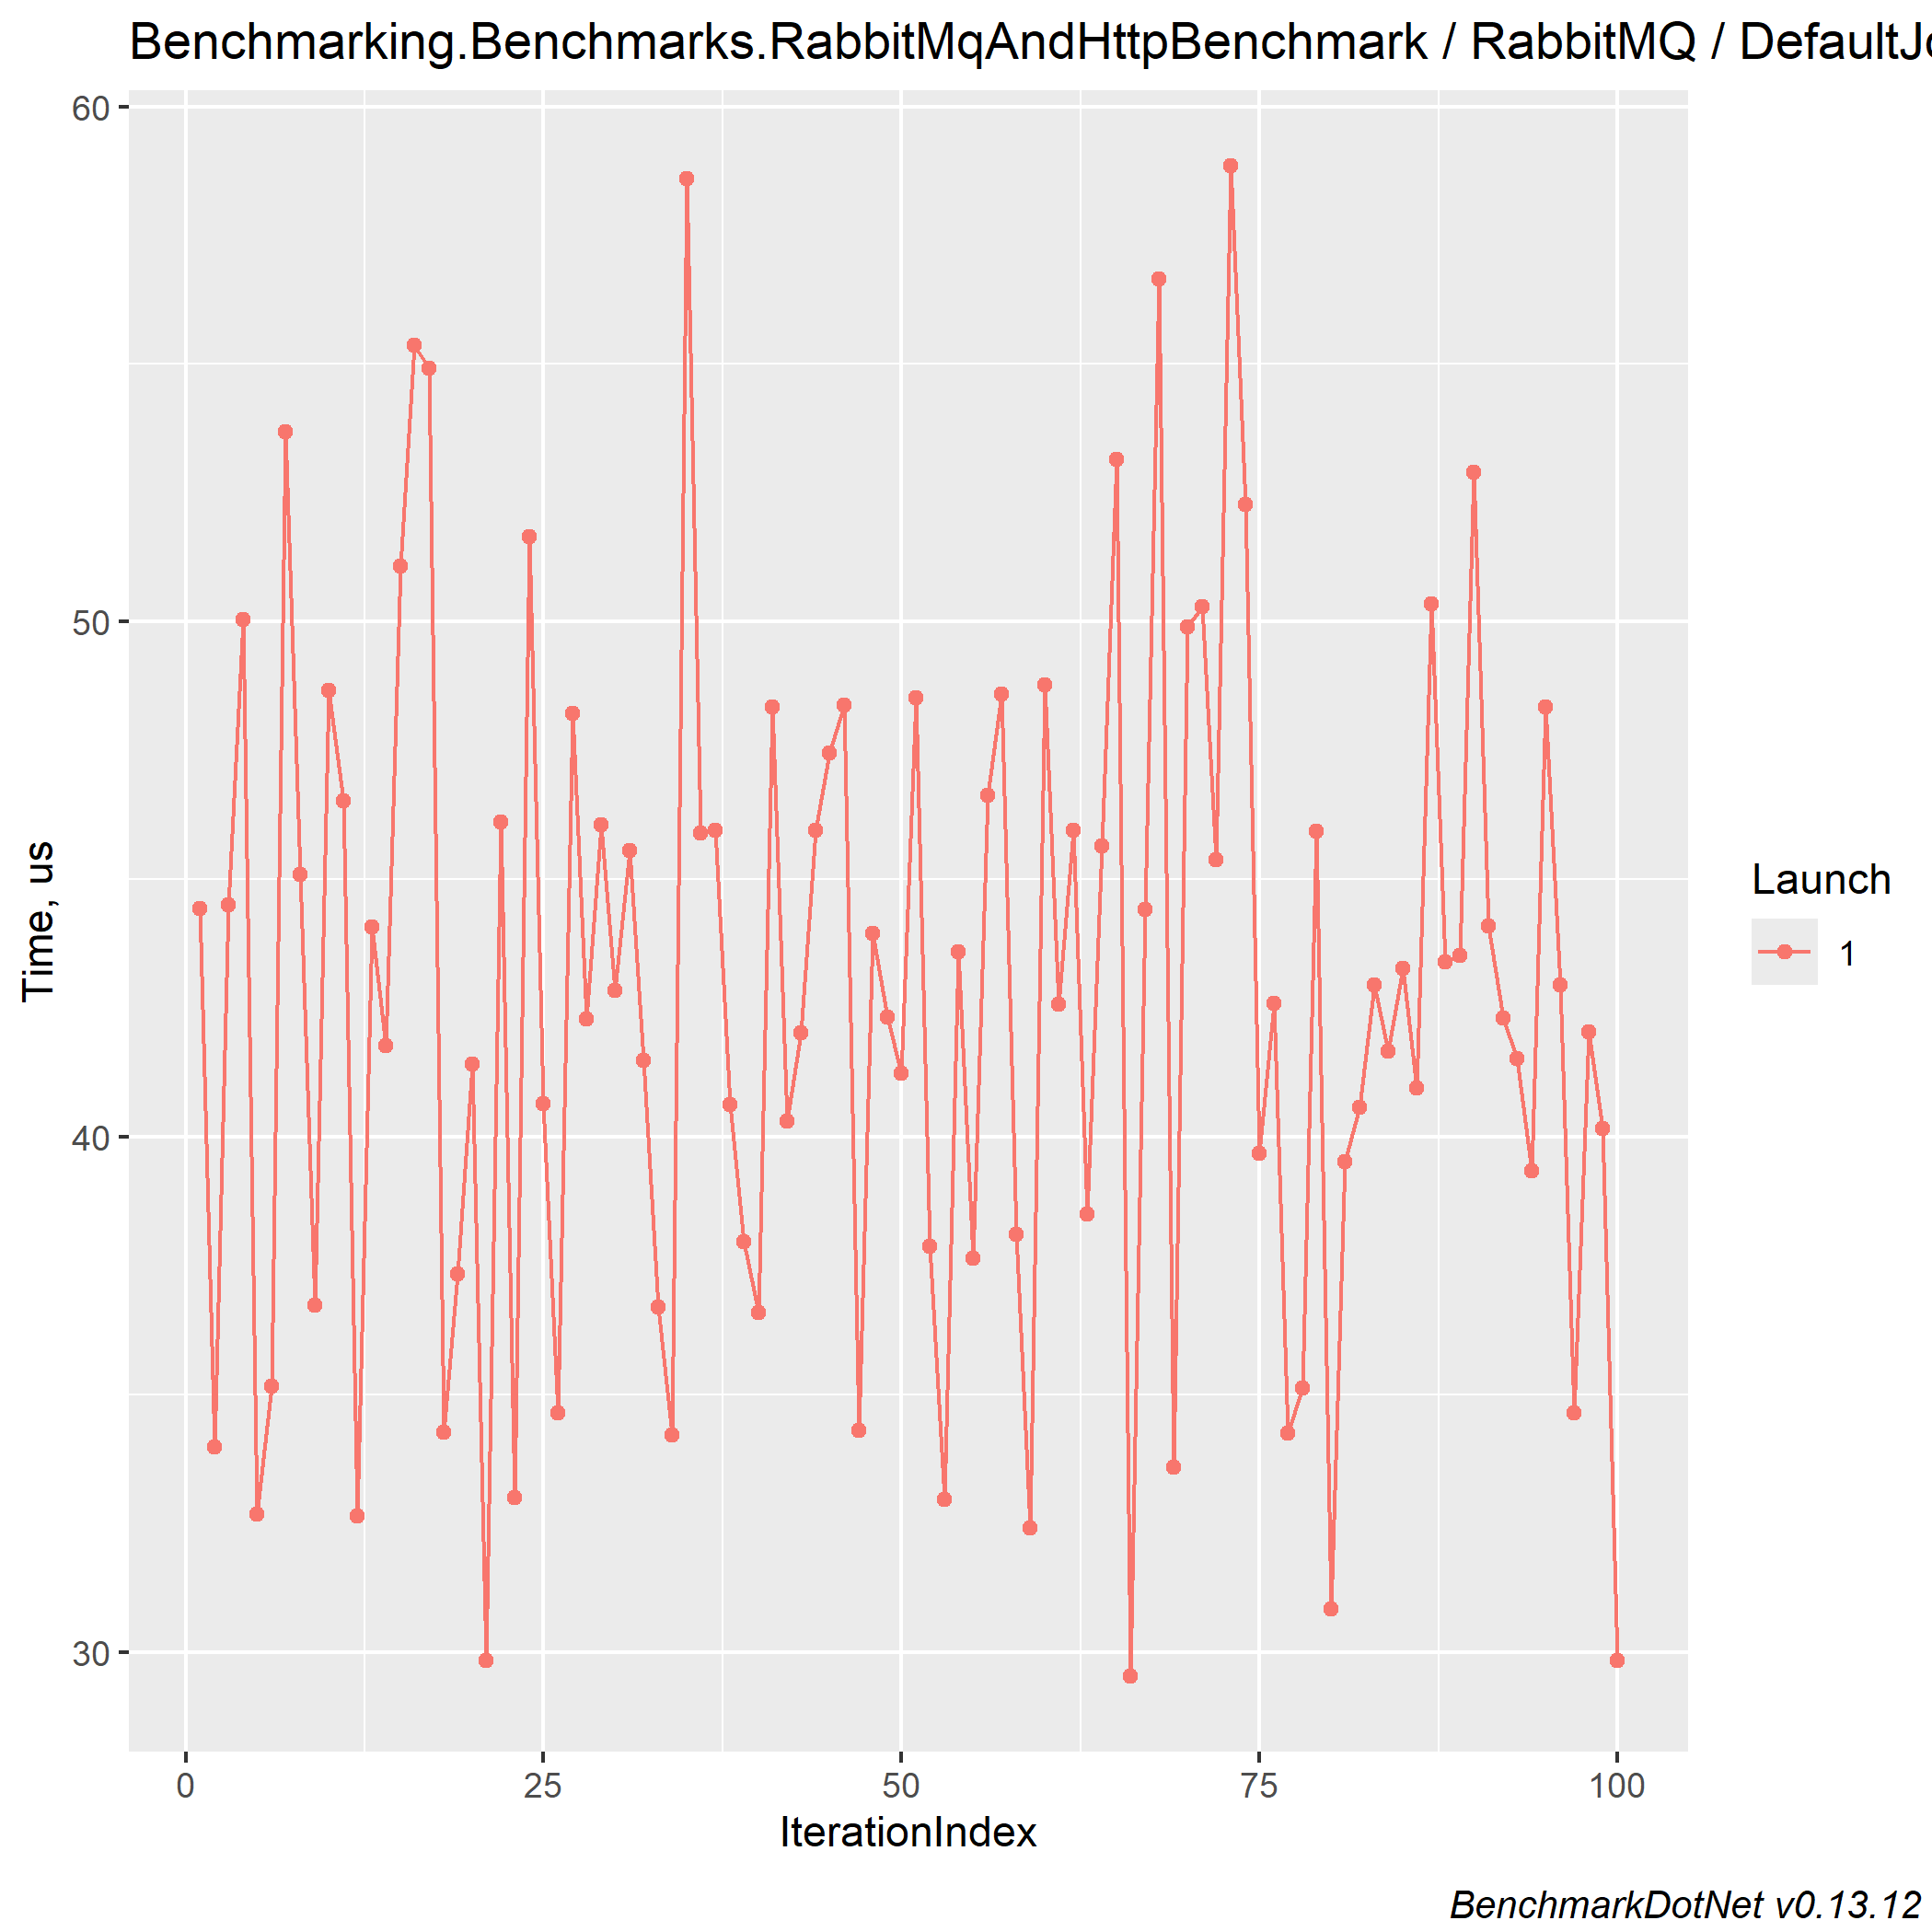 Benchmarking.Benchmarks.RabbitMqAndHttpBenchmark / RabbitMQ / DefaultJo
60
50
40
30
Time, us
0 25 50 75 100
IterationIndex
Launch
1
BenchmarkDotNet v0.13.12